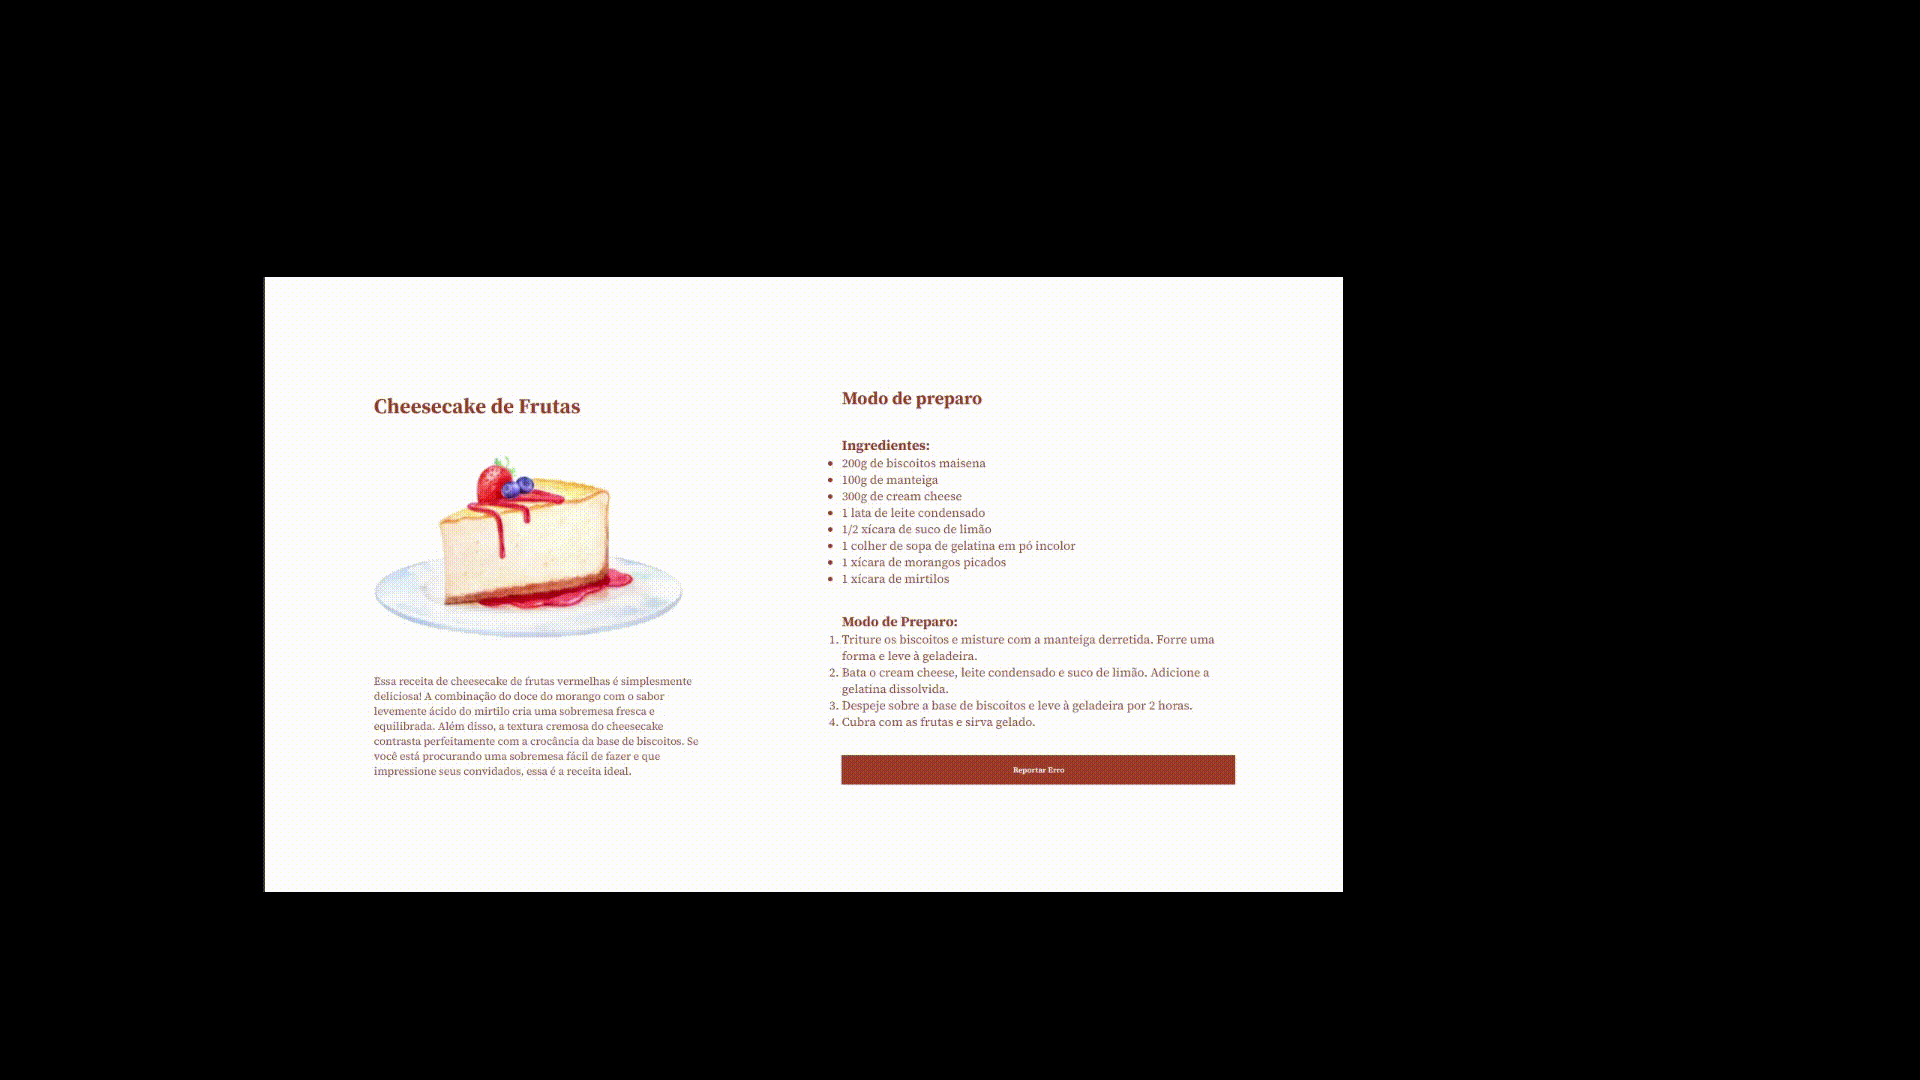 Cheesecake de Frutas
Essa receita de cheesecake de frutas vermelhas é simplesmente
deliciosa! A combinação do doce do morango com o sabor
levemente ácido do mirtilo cria uma sobremesa fresca e
equilibrada. Além disso, a textura cremosa do cheesecake
contrasta perfeitamente com a crocância da base de biscoitos. Se
você está procurando uma sobremesa fácil de fazer e que
impressione seus convidados, essa é a receita ideal.
Modo de preparo
Ingredientes:
• 200g de biscoitos maisena
• 100g de manteiga
• 300g de cream cheese
• 1 lata de leite condensado
• 1/2 xícara de suco de limão
• 1 colher de sopa de gelatina em pó incolor
• 1 xícara de morangos picados
• 1 xícara de mirtilos
Modo de Preparo:
1. Triture os biscoitos e misture com a manteiga derretida. Forre uma
forma e leve à geladeira.
2. Bata o cream cheese, leite condensado e suco de limão. Adicione a
gelatina dissolvida.
3. Despeje sobre a base de biscoitos e leve à geladeira por 2 horas.
4. Cubra com as frutas e sirva gelado.
Reportar Erro